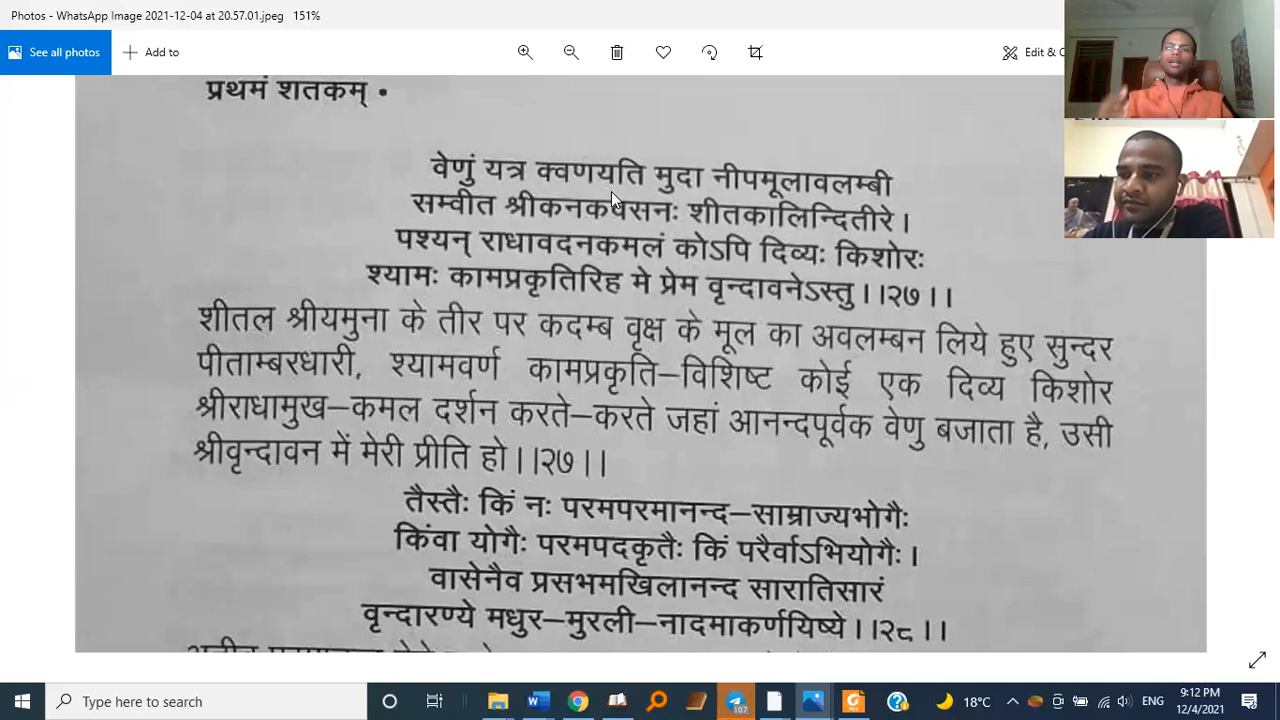 Photos - WhatsApp Image 2021-12-04 at 20.57.01.jpeg 151%
See all photos
Add to
Edit & C
प्रथमं शतकम् •
वेणुं यत्र क्वणयति मुदा नीपमूलावलम्बी
सम्वीत श्रीकनकवसनः शीतकालिन्दितीरे।
पश्यन् राधावदनकमलं कोऽपि दिव्यः किशोरः
श्यामः कामप्रकृतिरिह मे प्रेम वृन्दावनेऽस्तु।।२७।।
शीतल श्रीयमुना के तीर पर कदम्ब वृक्ष के मूल का अवलम्बन लिये हुए सुन्दर
पीताम्बरधारी, श्यामवर्ण कामप्रकृति–विशिष्ट कोई एक दिव्य किशोर
श्रीराधामुख–कमल दर्शन करते–करते जहां आनन्दपूर्वक वेणु बजाता है, उसी
श्रीवृन्दावन में मेरी प्रीति हो।।२७।।
तैस्तैः किं नः परमपरमानन्द–साम्राज्यभोगैः
किंवा योगैः परमपदकृतैः किं परैर्वाऽभियोगैः।
वासेनैव प्रसभमखिलानन्द सारातिसारं
वृन्दारण्ये मधुर–मुरली–नादमाकर्णयिष्ये।।२८।।
Type here to search
107
18°C
ENG
9:12 PM
12/4/2021